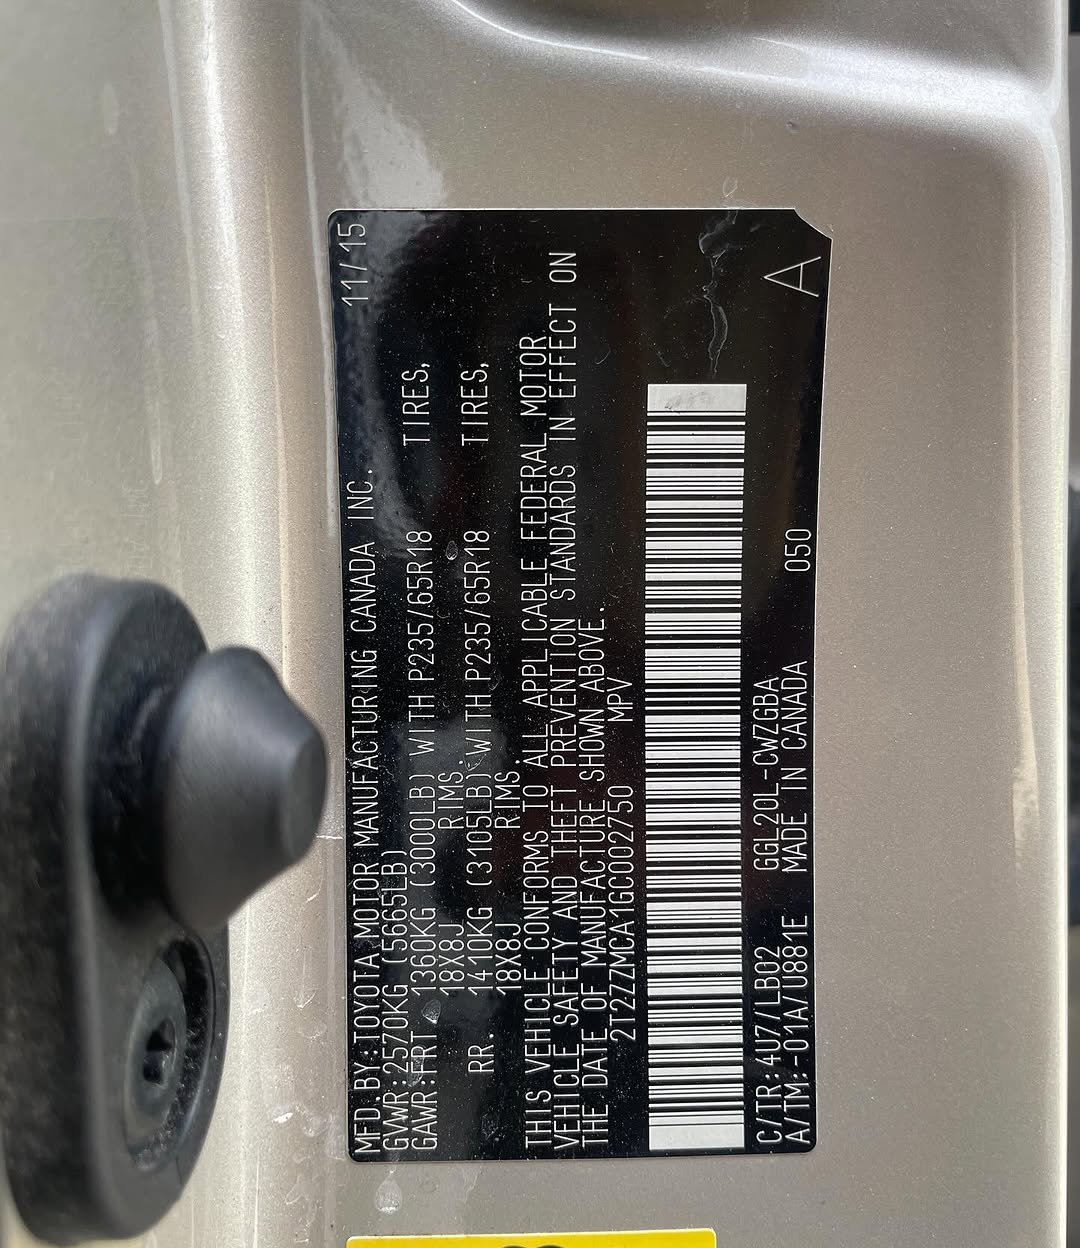 MFD.BY:TOYOTA MOTOR MANUFACTURING CANADA INC. 11/15
GVWR:2570KG (5665LB)
GAWR:FRT. 1360KG (3000LB) WITH P235/65R18 TIRES,
18X8J RIMS.
RR. 1410KG (3105LB) WITH P235/65R18 TIRES,
18X8J RIMS.
THIS VEHICLE CONFORMS TO ALL APPLICABLE FEDERAL MOTOR
VEHICLE SAFETY AND THEFT PREVENTION STANDARDS IN EFFECT ON
THE DATE OF MANUFACTURE SHOWN ABOVE.
2T2ZZMCA1GC002750 MPV
C/TR:4U7/LB02 GGL20L-CWZGBA
A/TM:-01A/U881E MADE IN CANADA 050 A